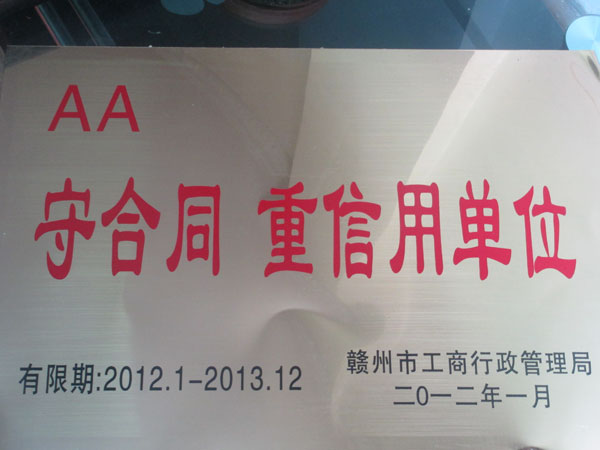 AA
守合同 重信用单位
有限期:2012.1-2013.12
赣州市工商行政管理局
二0一二年一月